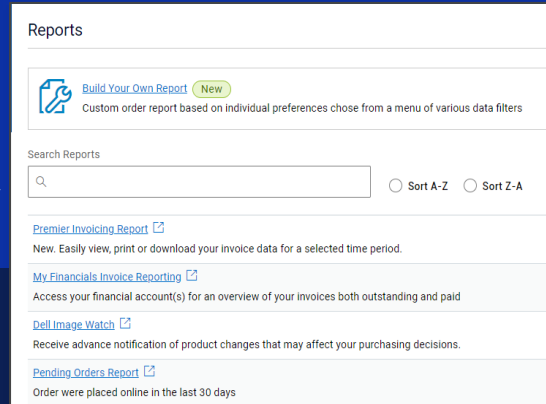 Reports
Build Your Own Report New
Custom order report based on individual preferences chose from a menu of various data filters
Search Reports
Sort A-Z Sort Z-A
Premier Invoicing Report
New. Easily view, print or download your invoice data for a selected time period.
My Financials Invoice Reporting
Access your financial account(s) for an overview of your invoices both outstanding and paid
Dell Image Watch
Receive advance notification of product changes that may affect your purchasing decisions.
Pending Orders Report
Order were placed online in the last 30 days